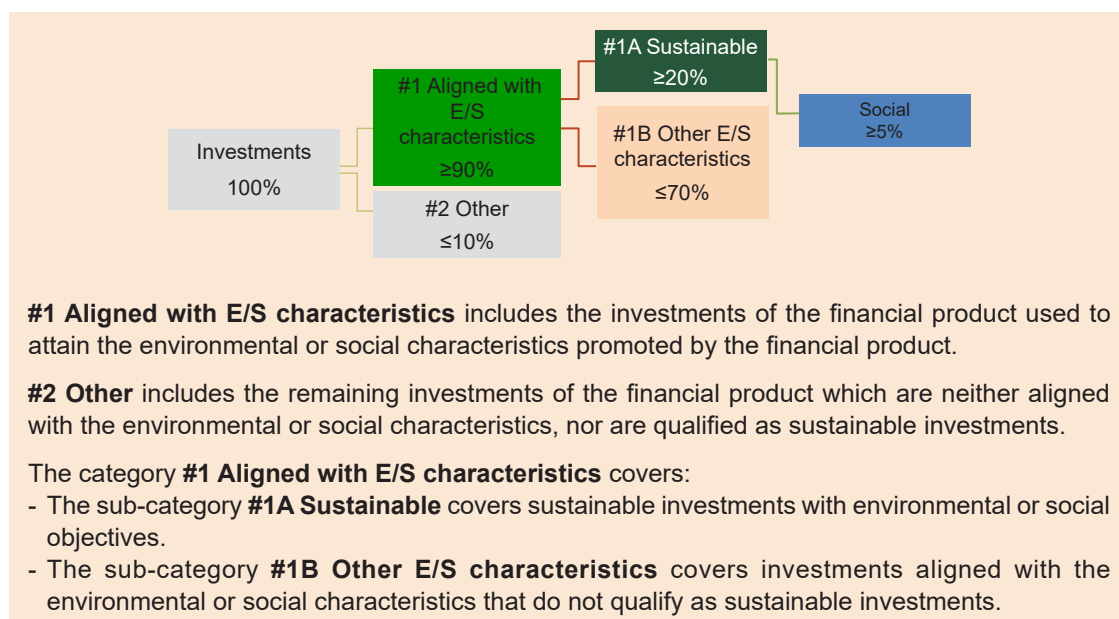 #1A Sustainable
≥20%
#1 Aligned with
E/S
characteristics
≥90%
Social
≥5%
#1B Other E/S
characteristics
≤70%
Investments
100%
#2 Other
≤10%
#1 Aligned with E/S characteristics includes the investments of the financial product used to
attain the environmental or social characteristics promoted by the financial product.
#2 Other includes the remaining investments of the financial product which are neither aligned
with the environmental or social characteristics, nor are qualified as sustainable investments.
The category #1 Aligned with E/S characteristics covers:
- The sub-category #1A Sustainable covers sustainable investments with environmental or social
objectives.
- The sub-category #1B Other E/S characteristics covers investments aligned with the
environmental or social characteristics that do not qualify as sustainable investments.